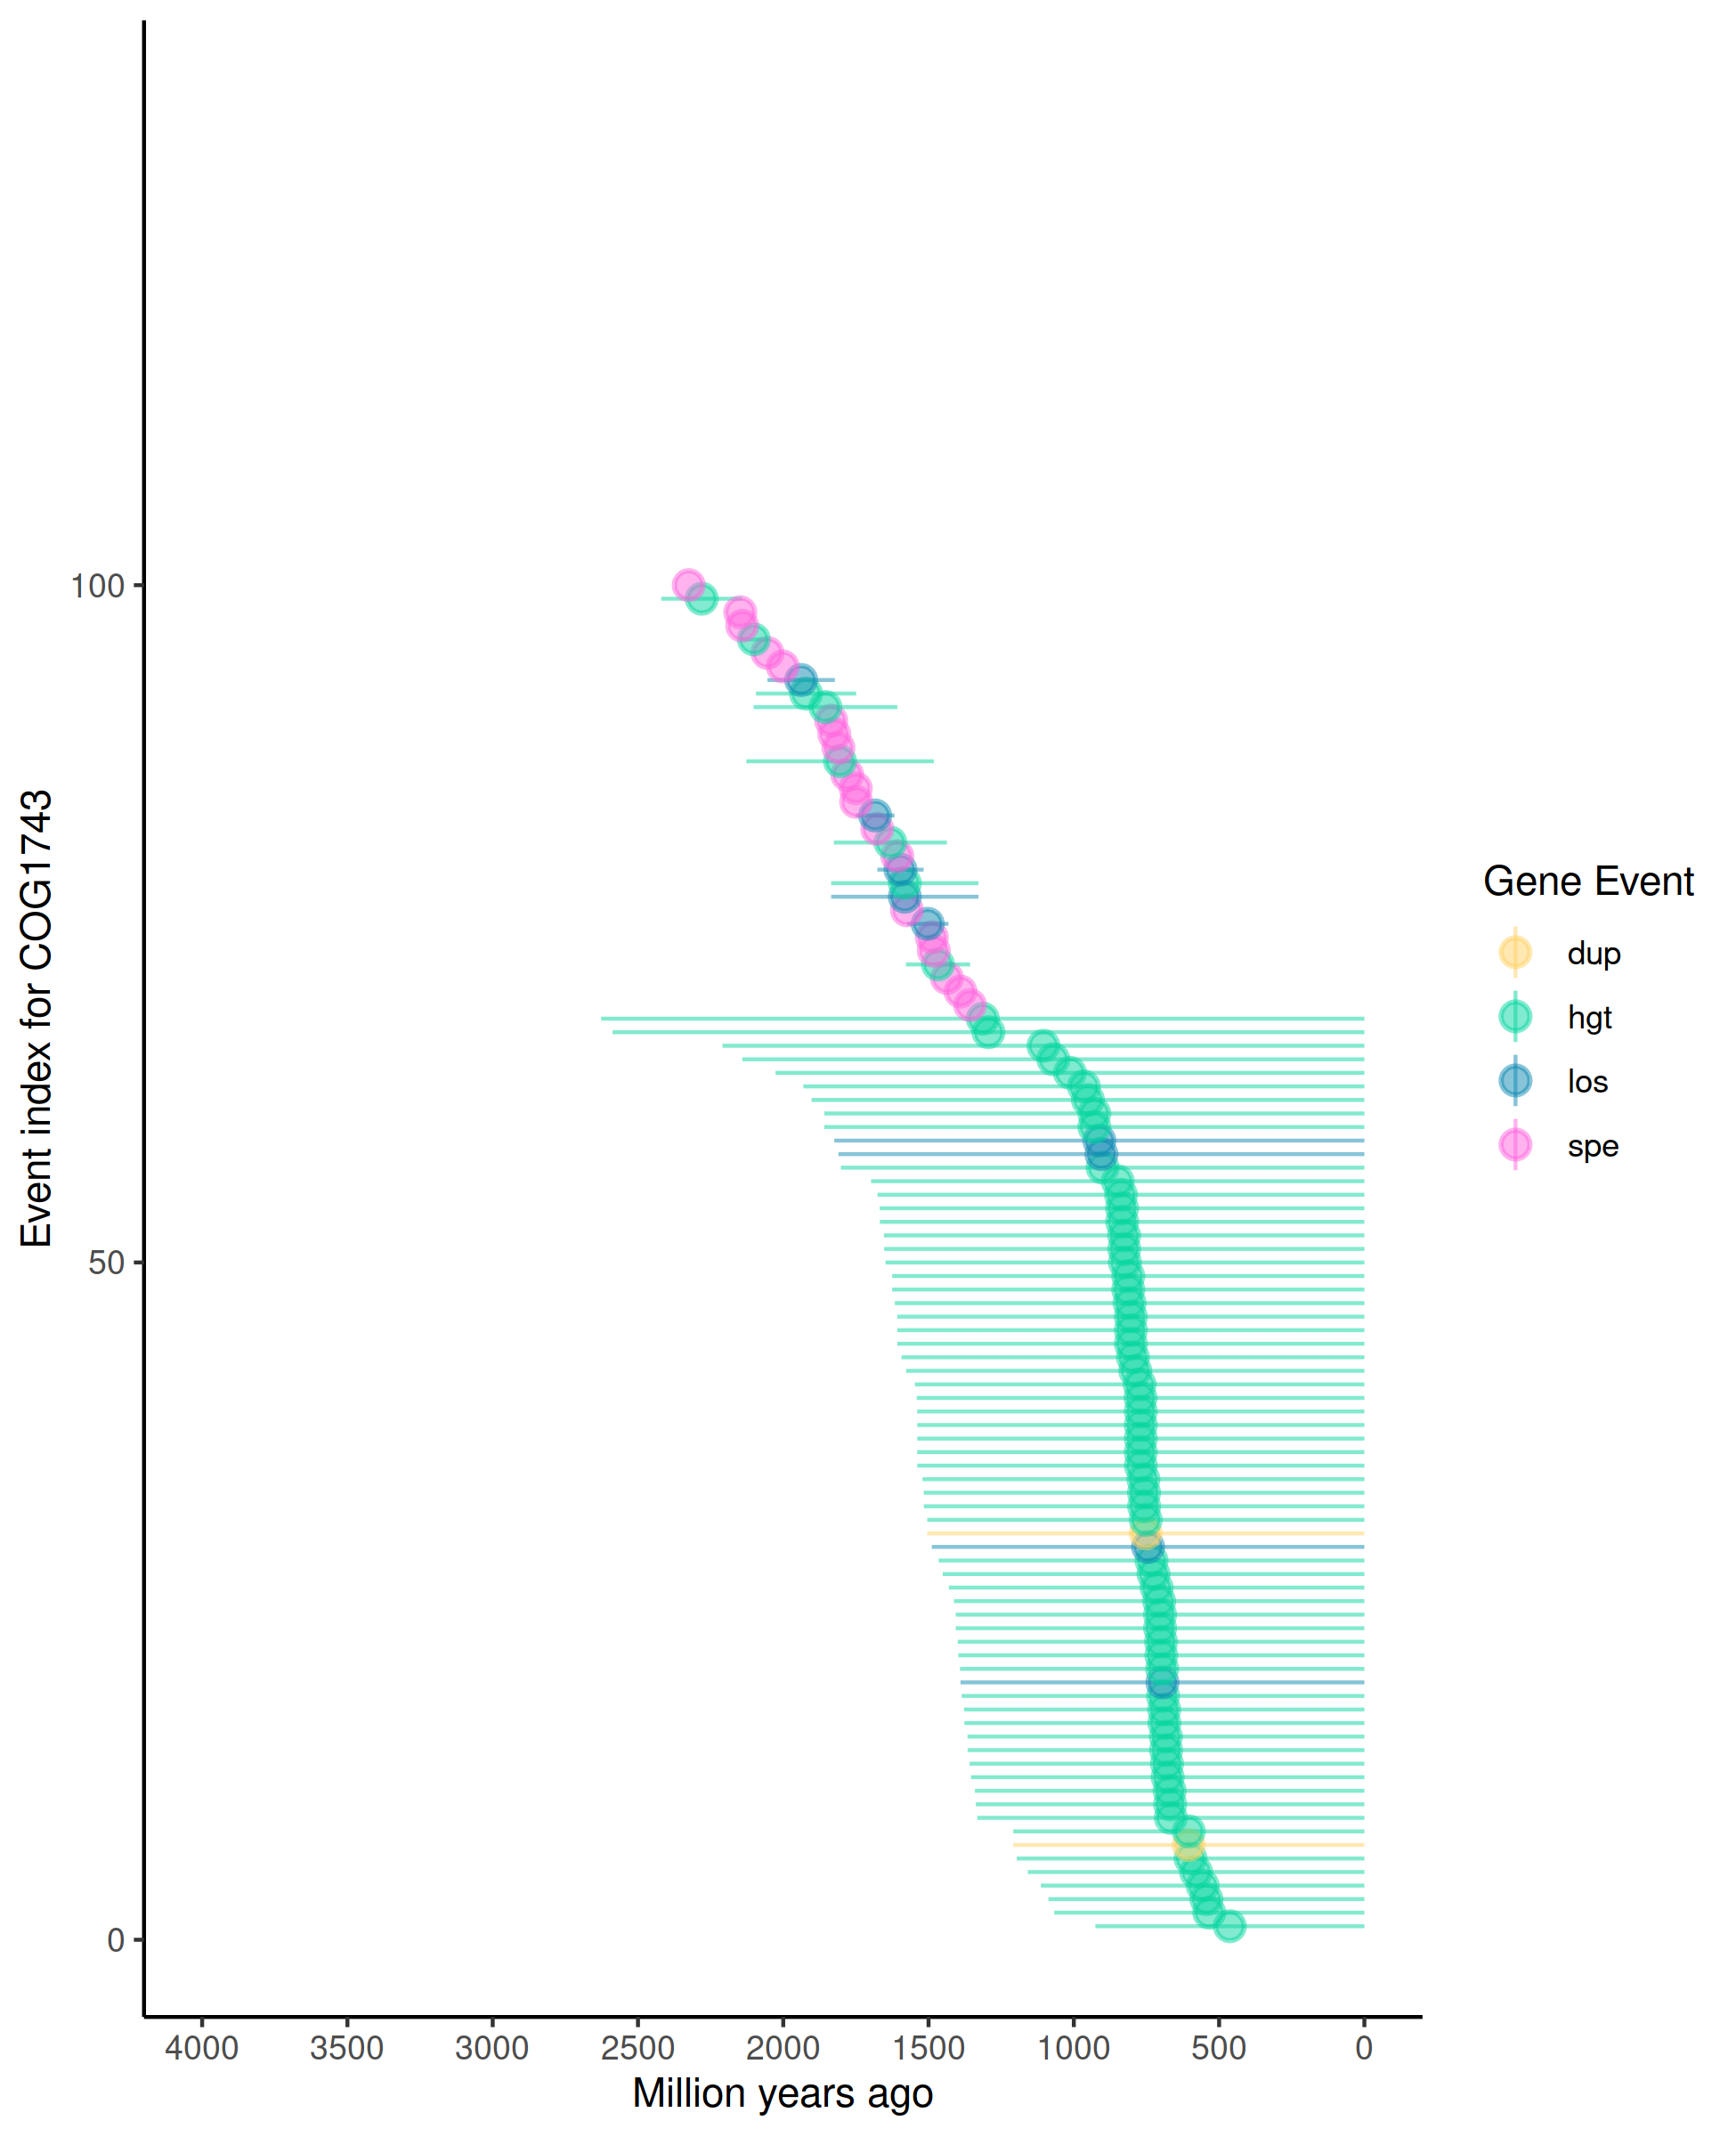 Event index for COG1743
100
50
0
4000 3500 3000 2500 2000 1500 1000 500 0
Million years ago
Gene Event
dup
hgt
los
spe